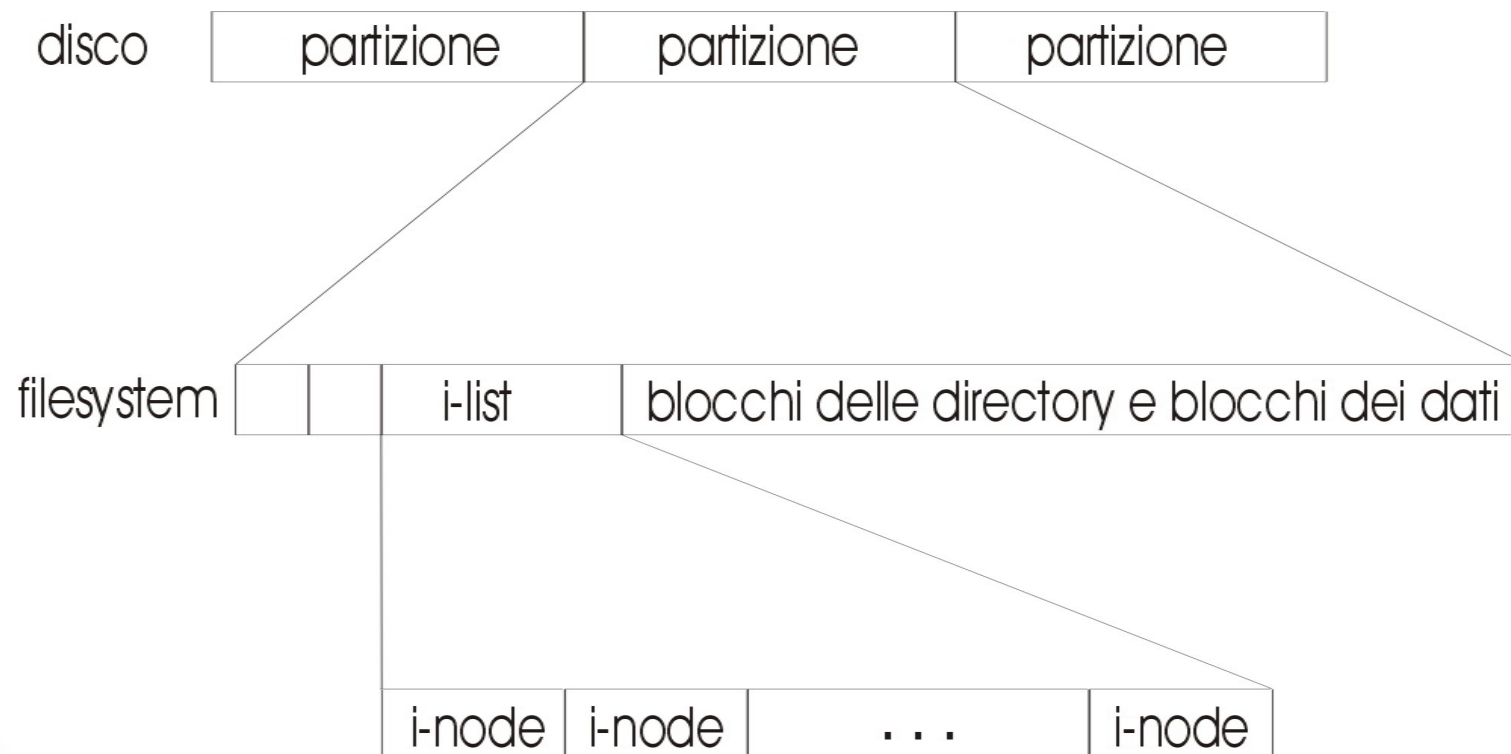 disco partizione partizione partizione
filesystem i-list blocchi delle directory e blocchi dei dati
i-node i-node . . . i-node